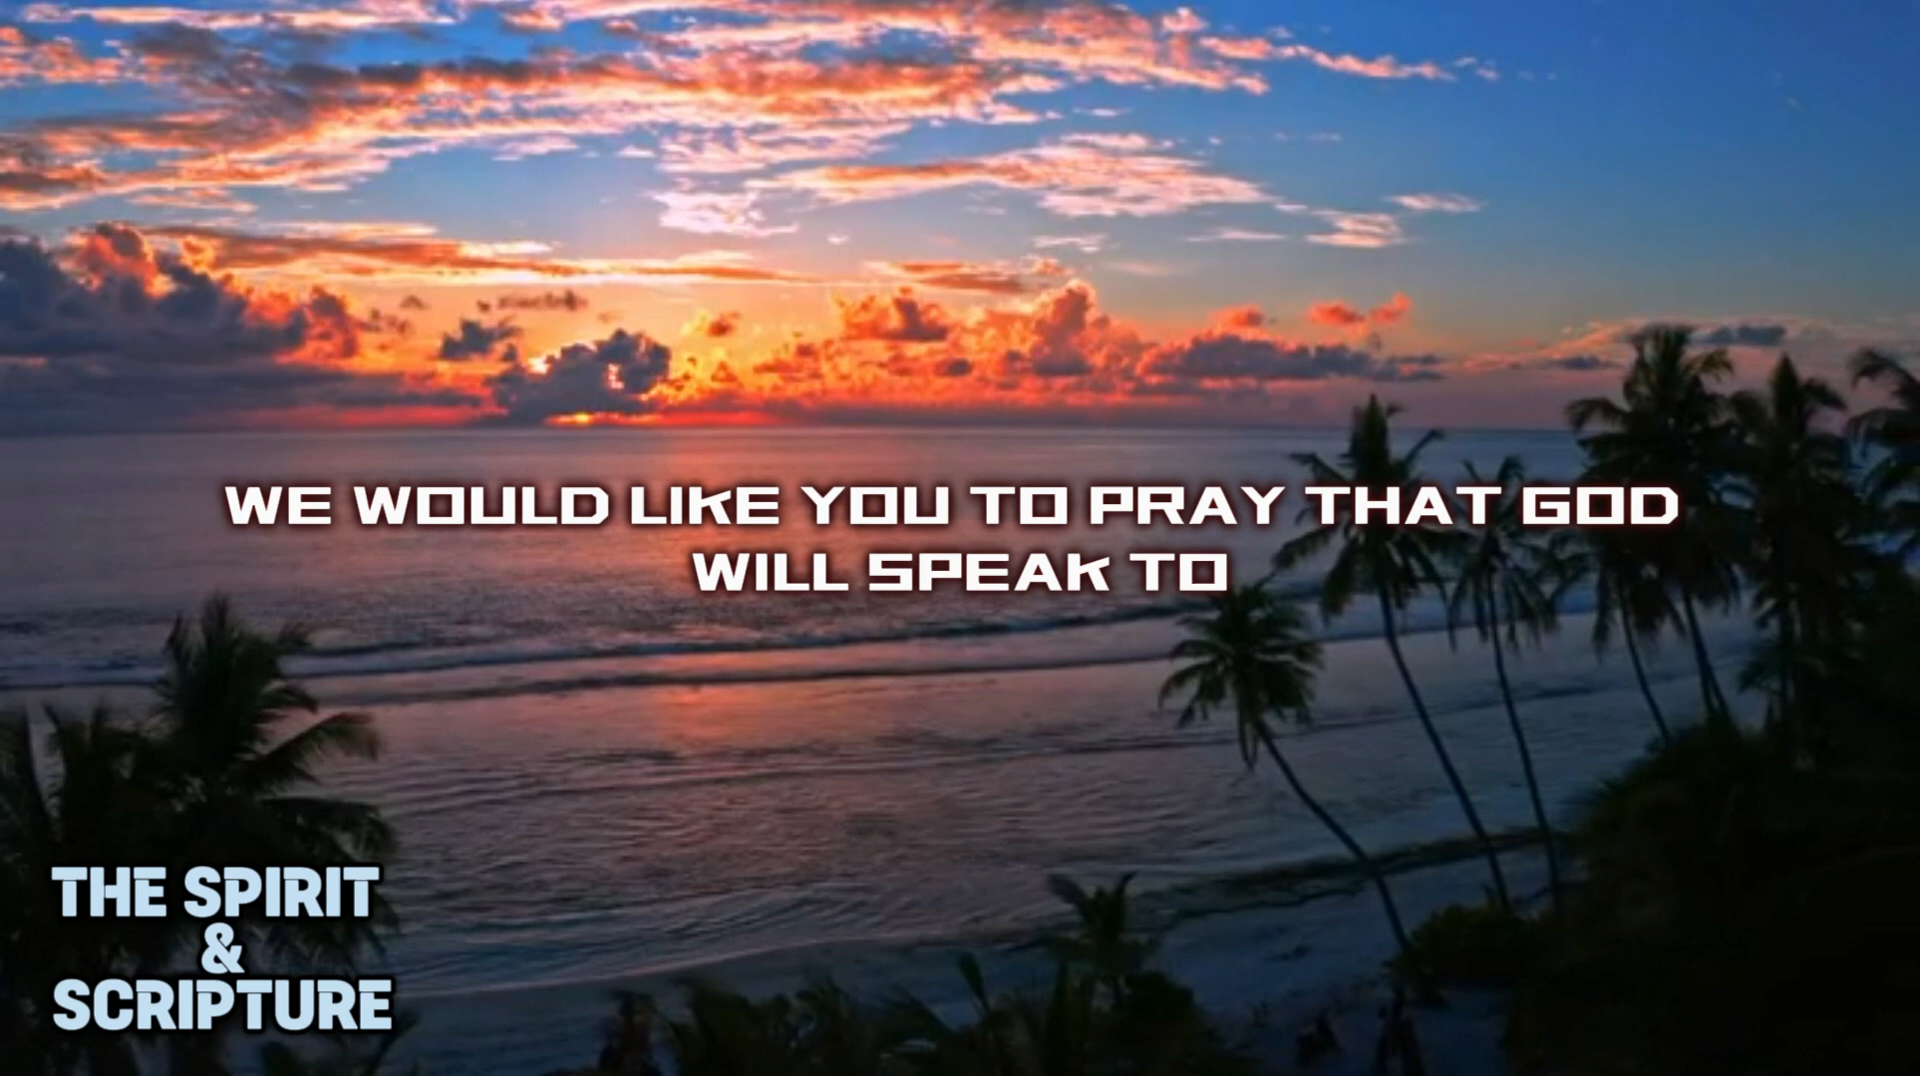 WE WOULD LIKE YOU TO PRAY THAT GOD
WILL SPEAK TO
THE SPIRIT
&
SCRIPTURE